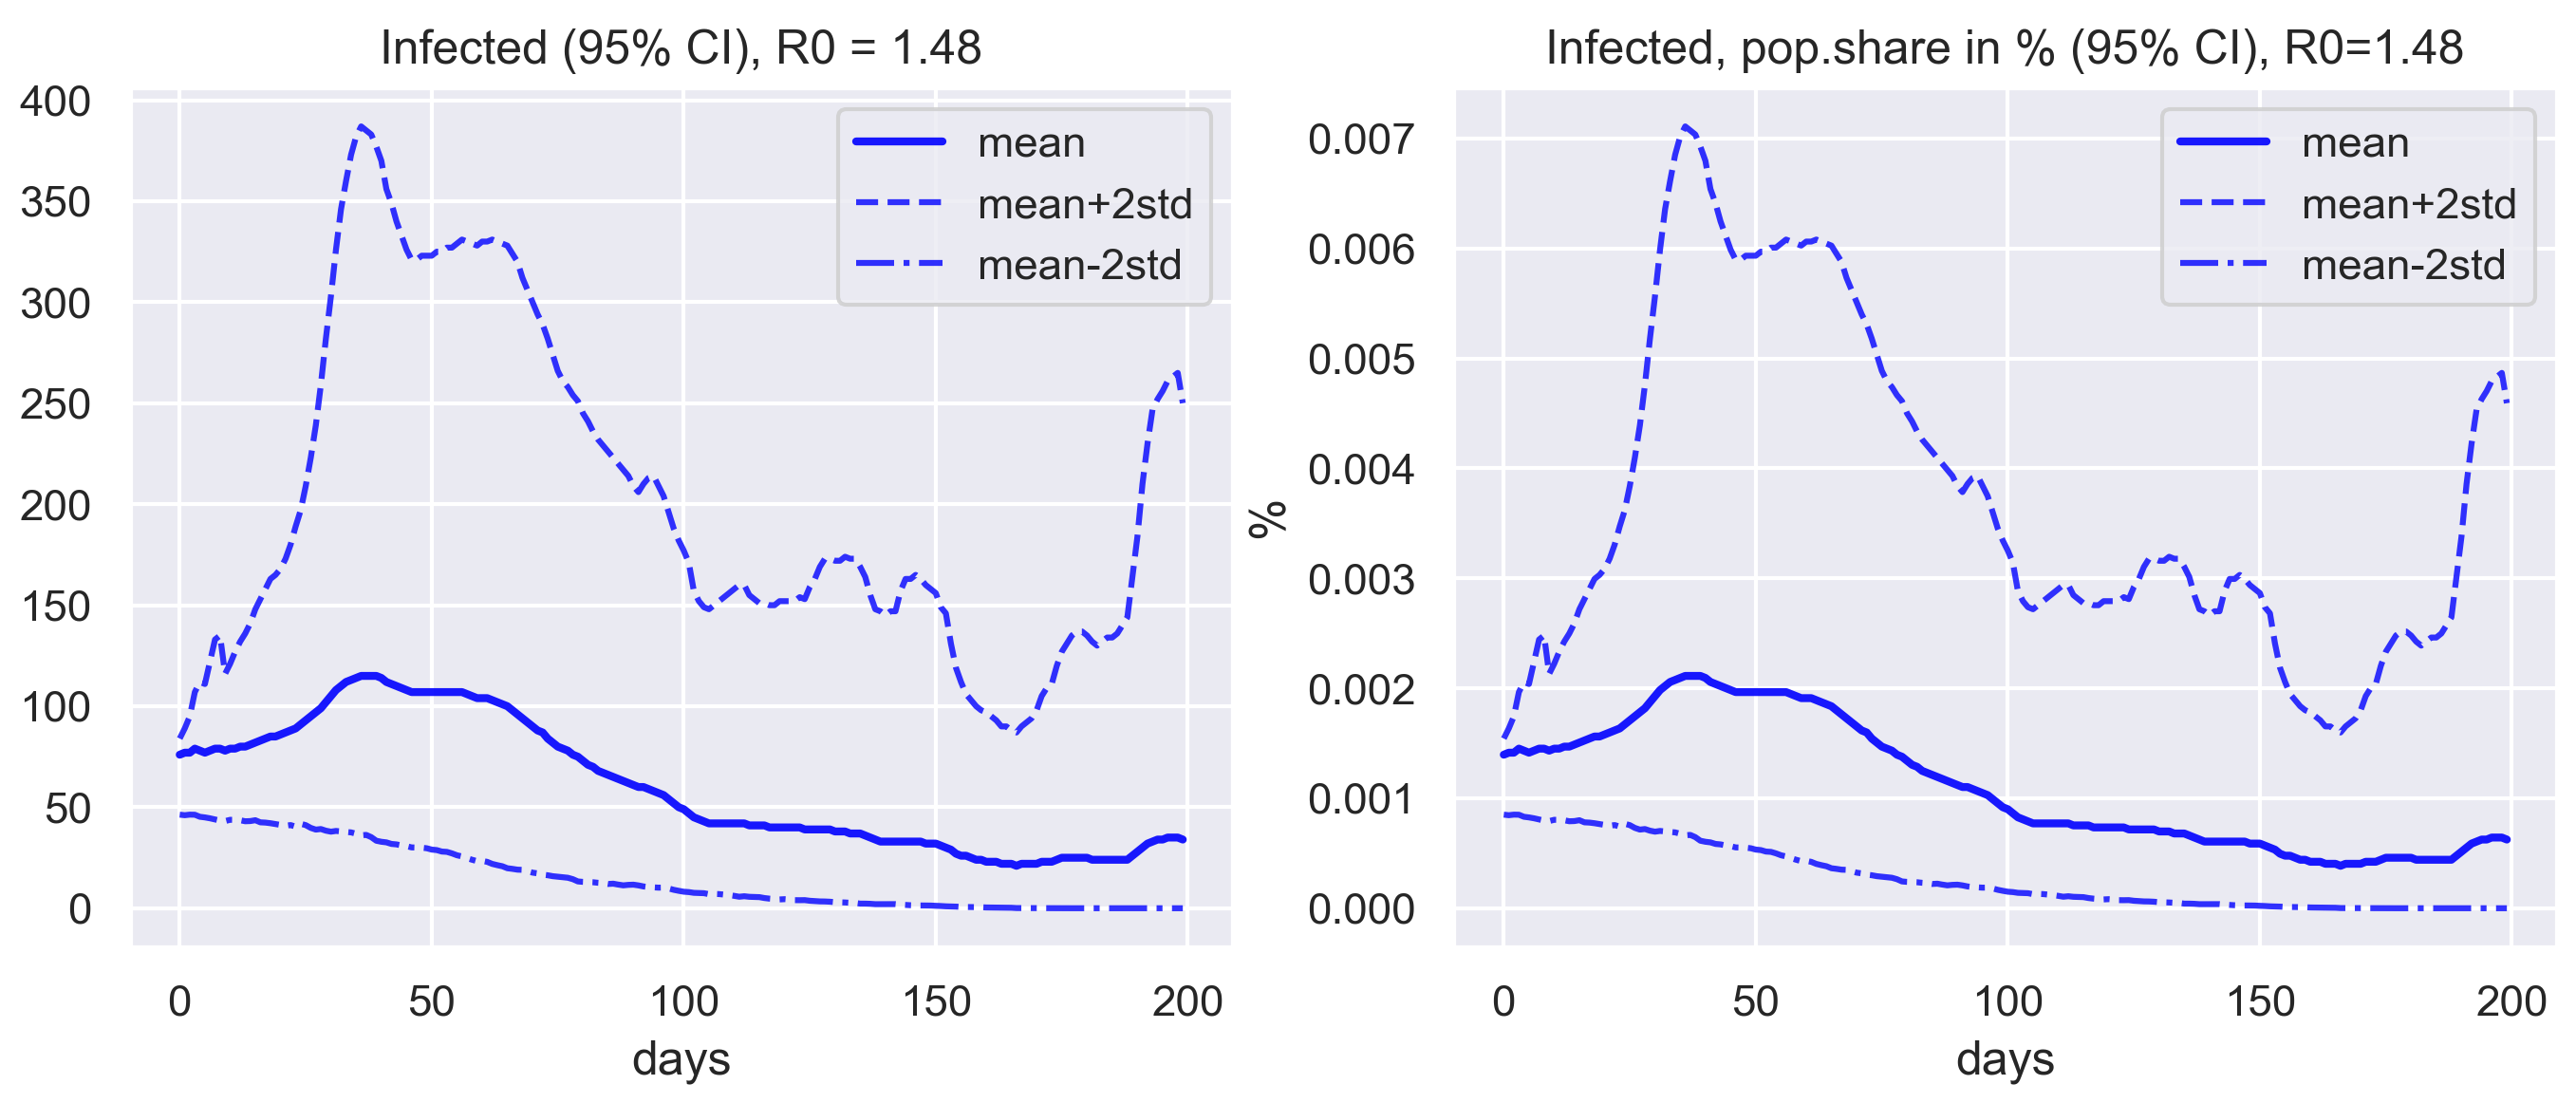 Infected (95% CI), R0 = 1.48
400
350
300
250
200
150
100
50
0
mean
mean+2std
mean-2std
0 50 100 150 200
days
Infected, pop.share in % (95% CI), R0=1.48
%
0.007
0.006
0.005
0.004
0.003
0.002
0.001
0.000
mean
mean+2std
mean-2std
0 50 100 150 200
days